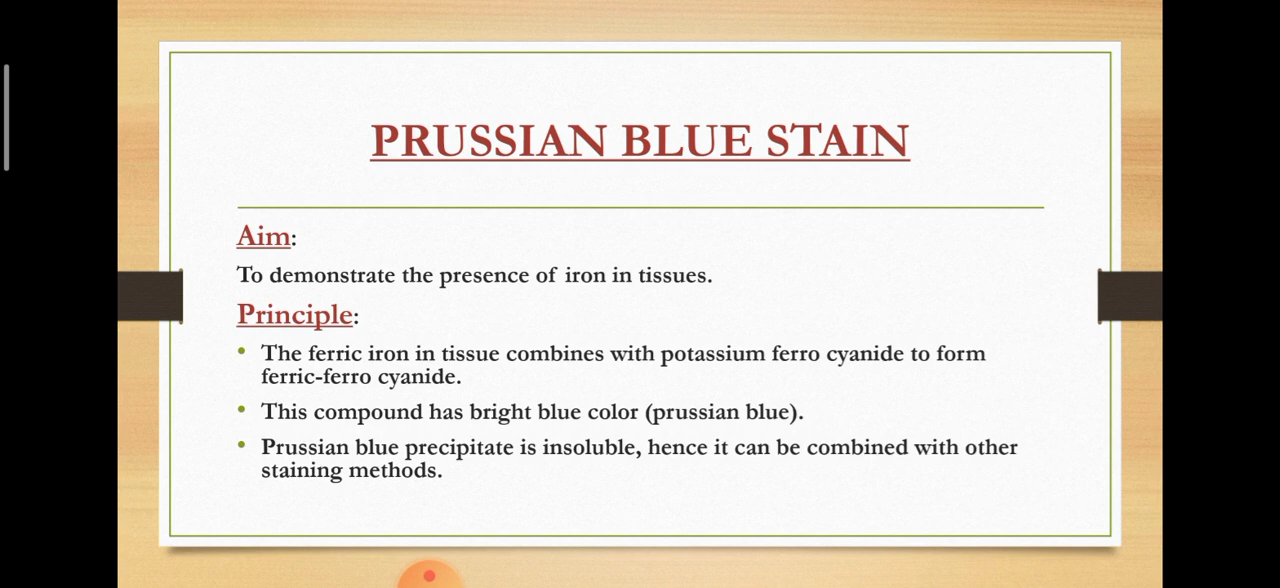 PRUSSIAN BLUE STAIN
Aim:
To demonstrate the presence of iron in tissues.
Principle:
• The ferric iron in tissue combines with potassium ferro cyanide to form
ferric-ferro cyanide.
• This compound has bright blue color (prussian blue).
• Prussian blue precipitate is insoluble, hence it can be combined with other
staining methods.